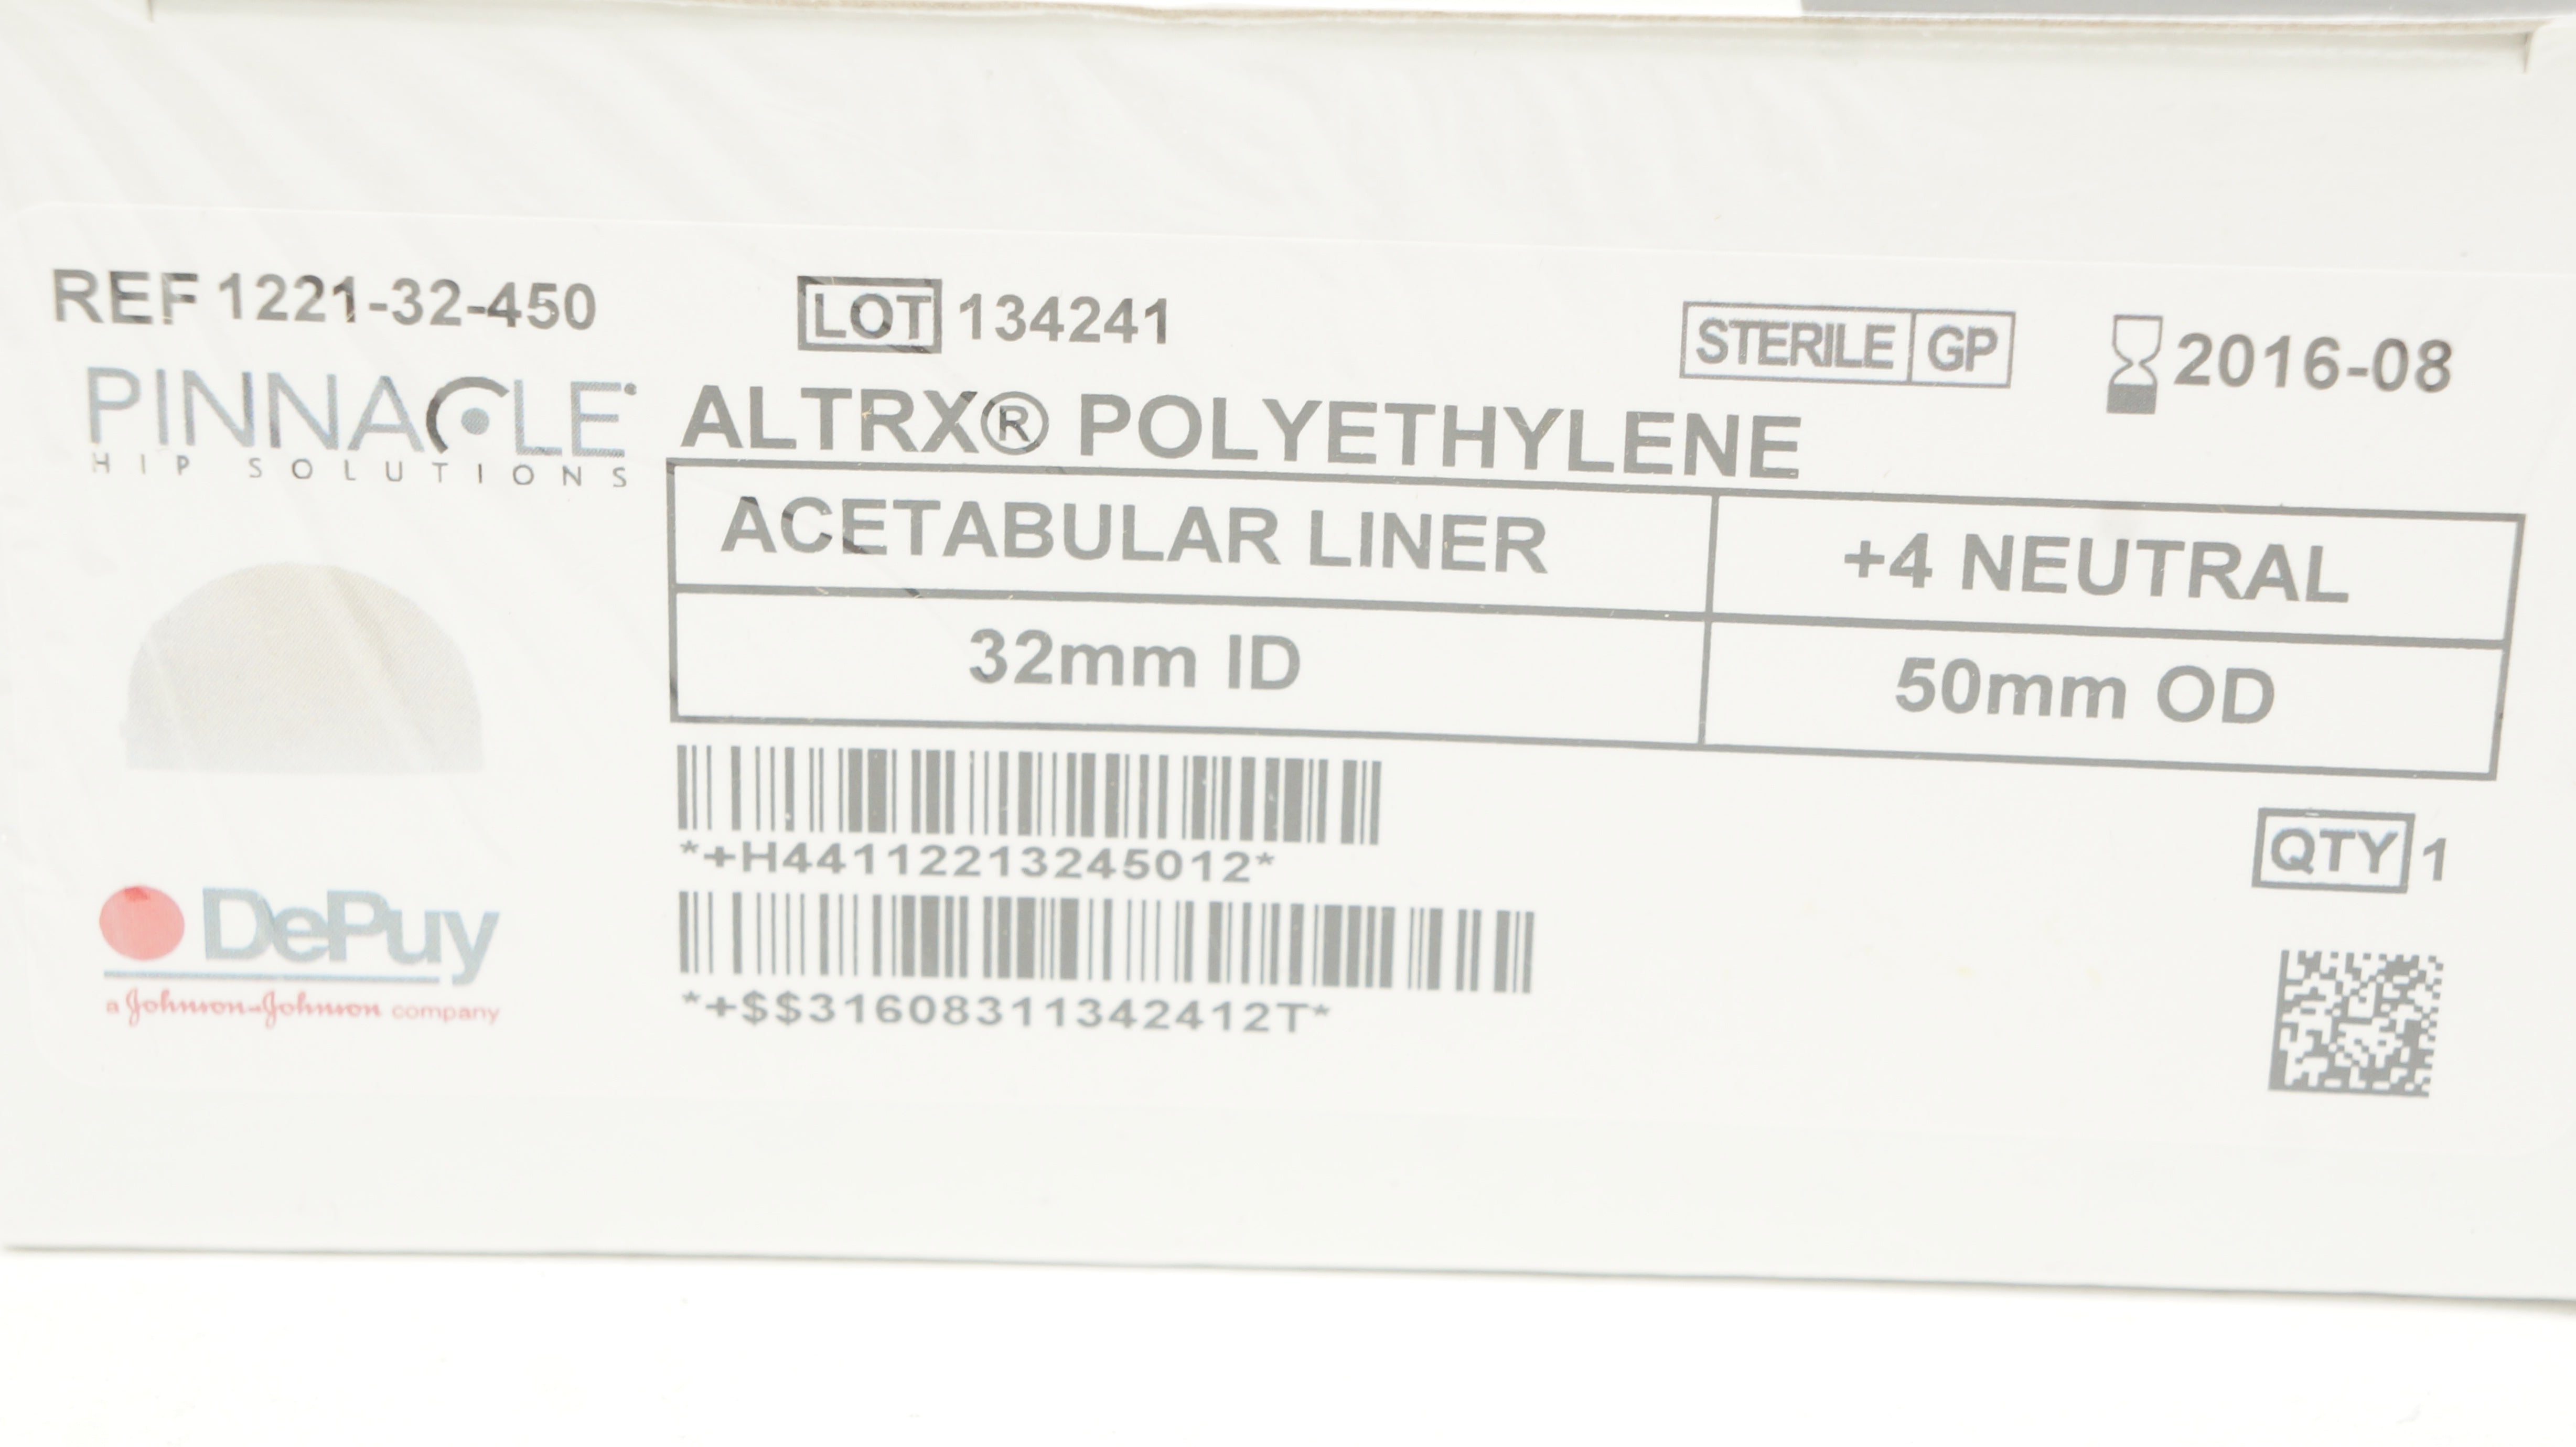 REF 1221-32-450
LOT 134241
STERILE GP
2016-08
PINNACLE
HIP SOLUTIONS
ALTRX® POLYETHYLENE
ACETABULAR LINER
+4 NEUTRAL
32mm ID
50mm OD
*+H44112213245012*
QTY 1
DePuy
a Johnson-Johnson company
*+$$31608311342412T*